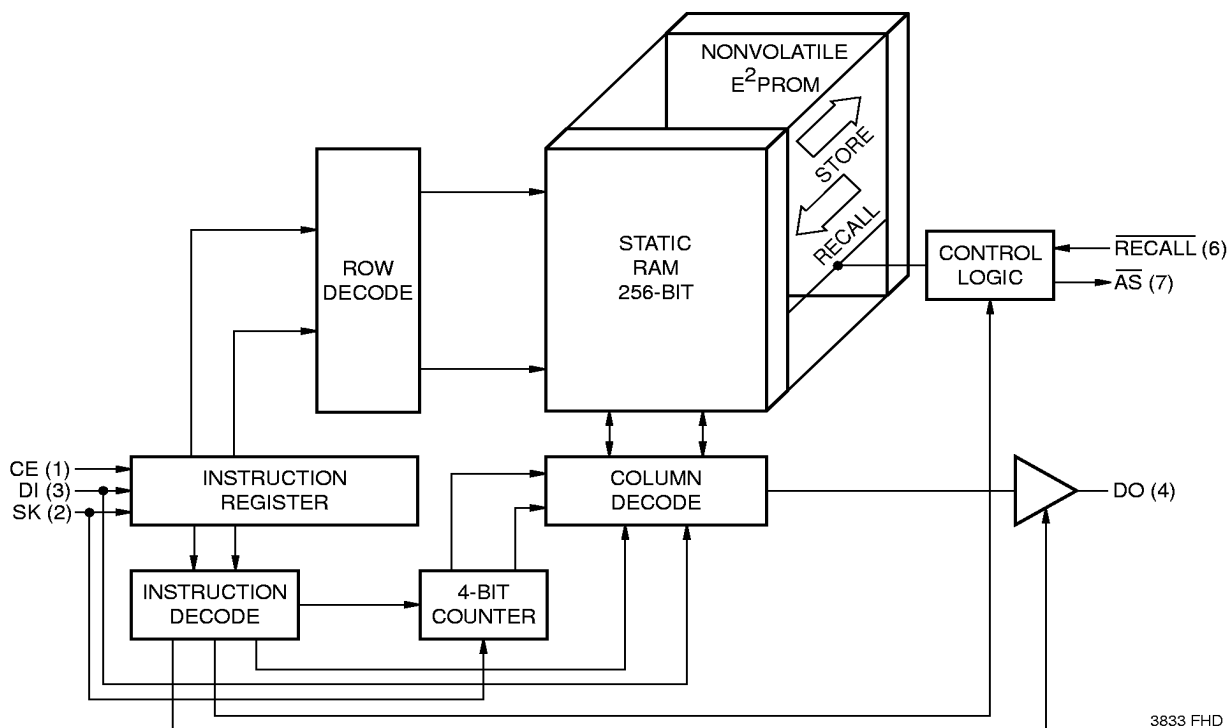 NONVOLATILE
E²PROM
STORE
RECALL
STATIC
RAM
256-BIT
ROW
DECODE
CONTROL
LOGIC
RECALL (6)
AS (7)
CE (1)
DI (3)
SK (2)
INSTRUCTION
REGISTER
COLUMN
DECODE
DO (4)
INSTRUCTION
DECODE
4-BIT
COUNTER
3833 FHD